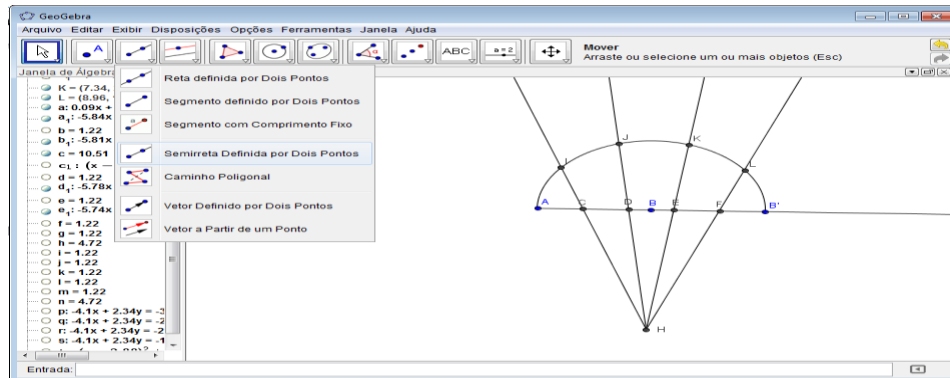 GeoGebra
Arquivo Editar Exibir Disposições Opções Ferramentas Janela Ajuda
A
a
ABC
a=2
Mover
Arraste ou selecione um ou mais objetos (Esc)
Janela de Álgebra
K = (7.34,
L = (8.96,
a: 0.09x +
a₁: -5.84x
b = 1.22
b₁: -5.81x
c = 10.51
c₁ : (x —
d = 1.22
d₁: -5.78x
e = 1.22
e₁: -5.74x
f = 1.22
g = 1.22
h = 4.72
i = 1.22
j = 1.22
k = 1.22
l = 1.22
m = 1.22
n = 4.72
p: -4.1x + 2.34y = -3
q: -4.1x + 2.34y = -2
r: -4.1x + 2.34y = -2
s: -4.1x + 2.34y = -1
Reta definida por Dois Pontos
Segmento definido por Dois Pontos
a
Segmento com Comprimento Fixo
Semirreta Definida por Dois Pontos
Caminho Poligonal
Vetor Definido por Dois Pontos
Vetor a Partir de um Ponto
I
J
K
L
A
C
D
B
E
F
B'
H
Entrada: